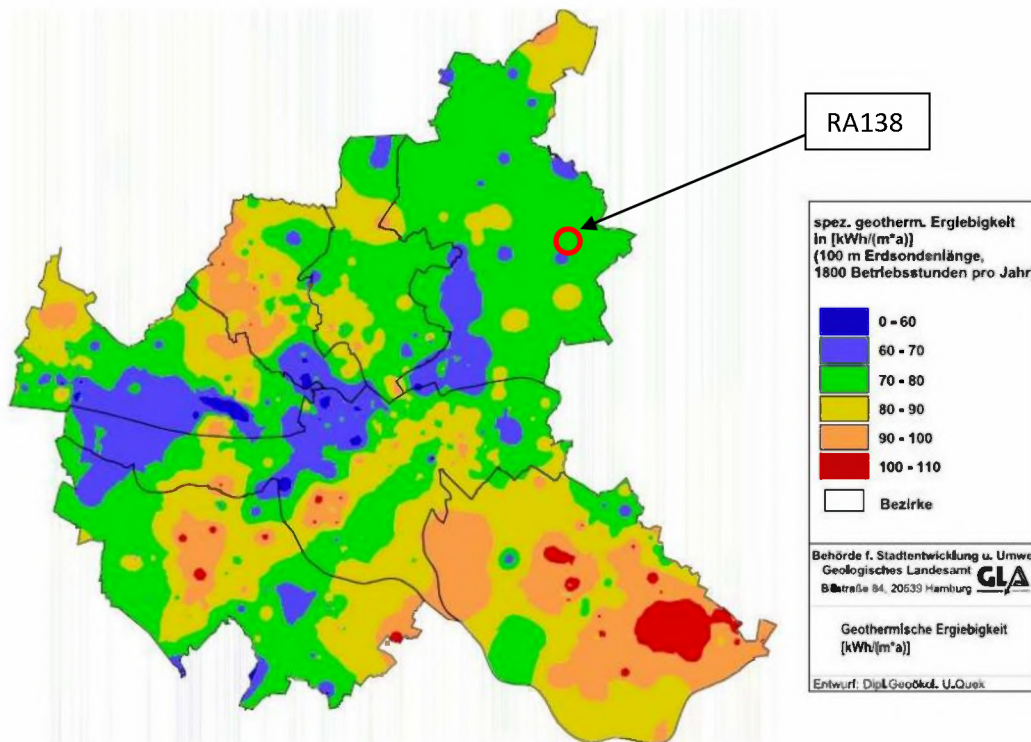 RA138
spez. geotherm. Ergiebigkeit
in [kWh/(m*a)]
(100 m Erdsondenlänge,
1800 Betriebsstunden pro Jahr
0 - 60
60 - 70
70 - 80
80 - 90
90 - 100
100 - 110
Bezirke
Behörde f. Stadtentwicklung u. Umwe
Geologisches Landesamt GLA
Billstraße 84, 20539 Hamburg
Geothermische Ergiebigkeit
[kWh/(m*a)]
Entwurf: Dipl.Geoökol. U.Quek